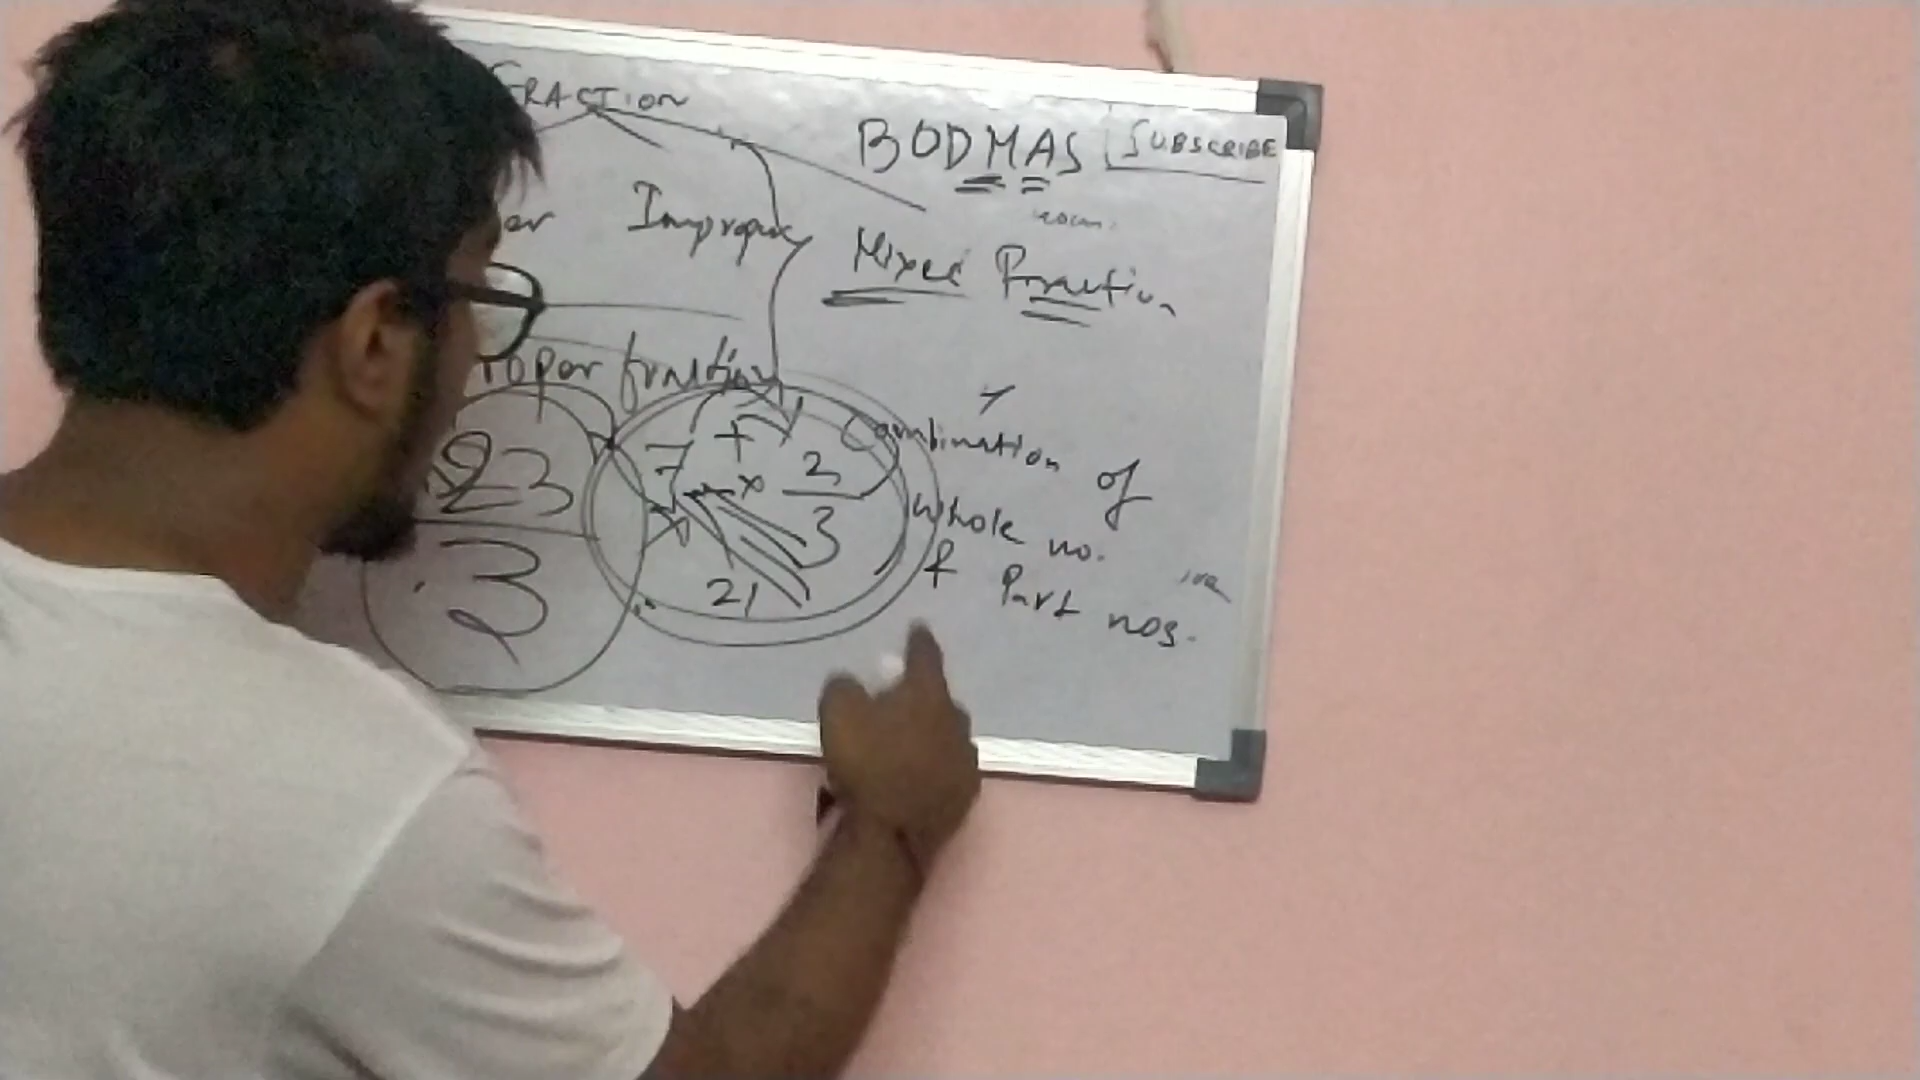 FRACTION
BODMAS SUBSCRIBE
Improper
Mixed Fraction
fraction
7 + 2
x 3
23
3
21
Combination of
whole no.
& Part nos.